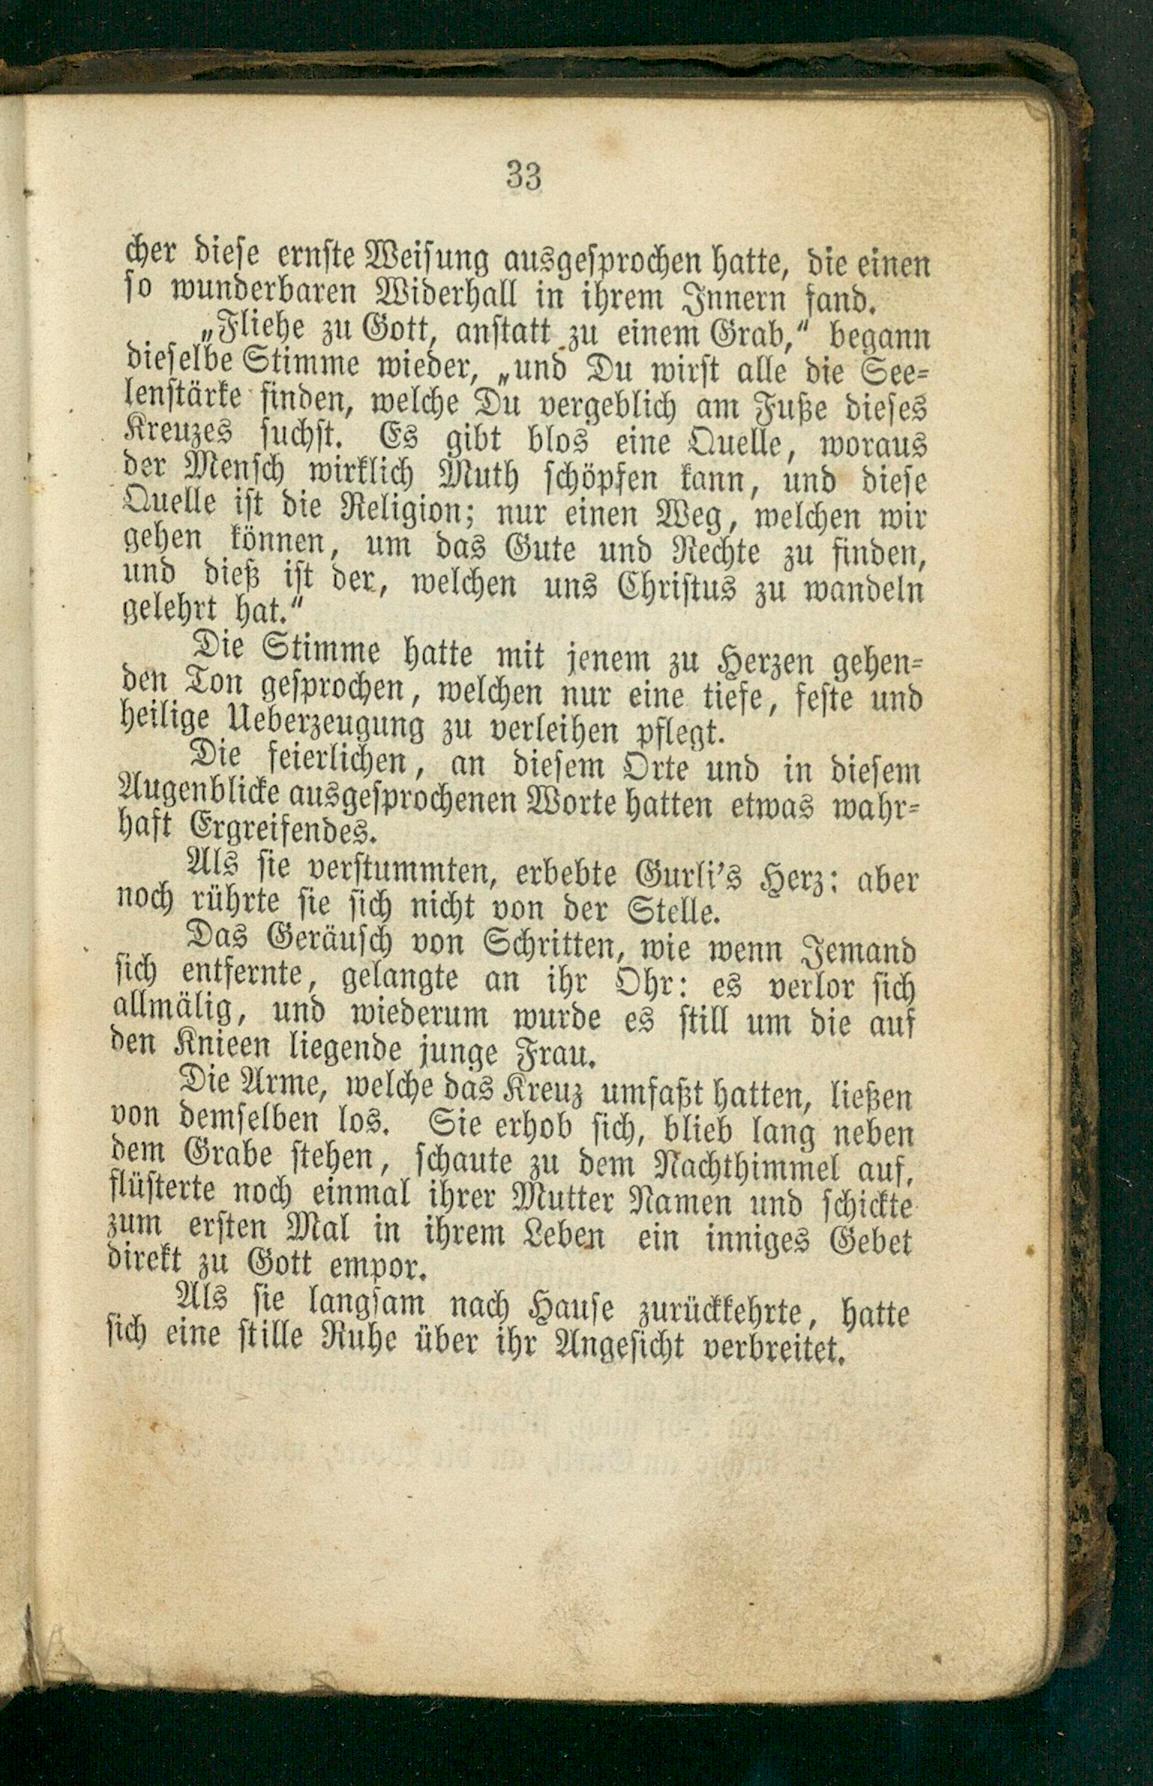 33
cher diese ernste Weisung ausgesprochen hatte, die einen
so wunderbaren Widerhall in ihrem Innern fand.
„Fliehe zu Gott, anstatt zu einem Grab,“ begann
dieselbe Stimme wieder, „und Du wirst alle die See-
lenstärke finden, welche Du vergeblich am Fuße dieses
Kreuzes suchst. Es gibt blos eine Quelle, woraus
der Mensch wirklich Muth schöpfen kann, und diese
Quelle ist die Religion; nur einen Weg, welchen wir
gehen können, um das Gute und Rechte zu finden,
und dieß ist der, welchen uns Christus zu wandeln
gelehrt hat.“
Die Stimme hatte mit jenem zu Herzen gehen-
den Ton gesprochen, welchen nur eine tiefe, feste und
heilige Ueberzeugung zu verleihen pflegt.
Die feierlichen, an diesem Orte und in diesem
Augenblicke ausgesprochenen Worte hatten etwas wahr-
haft Ergreifendes.
Als sie verstummten, erbebte Gurli's Herz: aber
noch rührte sie sich nicht von der Stelle.
Das Geräusch von Schritten, wie wenn Jemand
sich entfernte, gelangte an ihr Ohr: es verlor sich
allmälig, und wiederum wurde es still um die auf
den Knieen liegende junge Frau.
Die Arme, welche das Kreuz umfaßt hatten, ließen
von demselben los. Sie erhob sich, blieb lang neben
dem Grabe stehen, schaute zu dem Nachthimmel auf,
flüsterte noch einmal ihrer Mutter Namen und schickte
zum ersten Mal in ihrem Leben ein inniges Gebet
direkt zu Gott empor.
Als sie langsam nach Hause zurückkehrte, hatte
sich eine stille Ruhe über ihr Angesicht verbreitet.